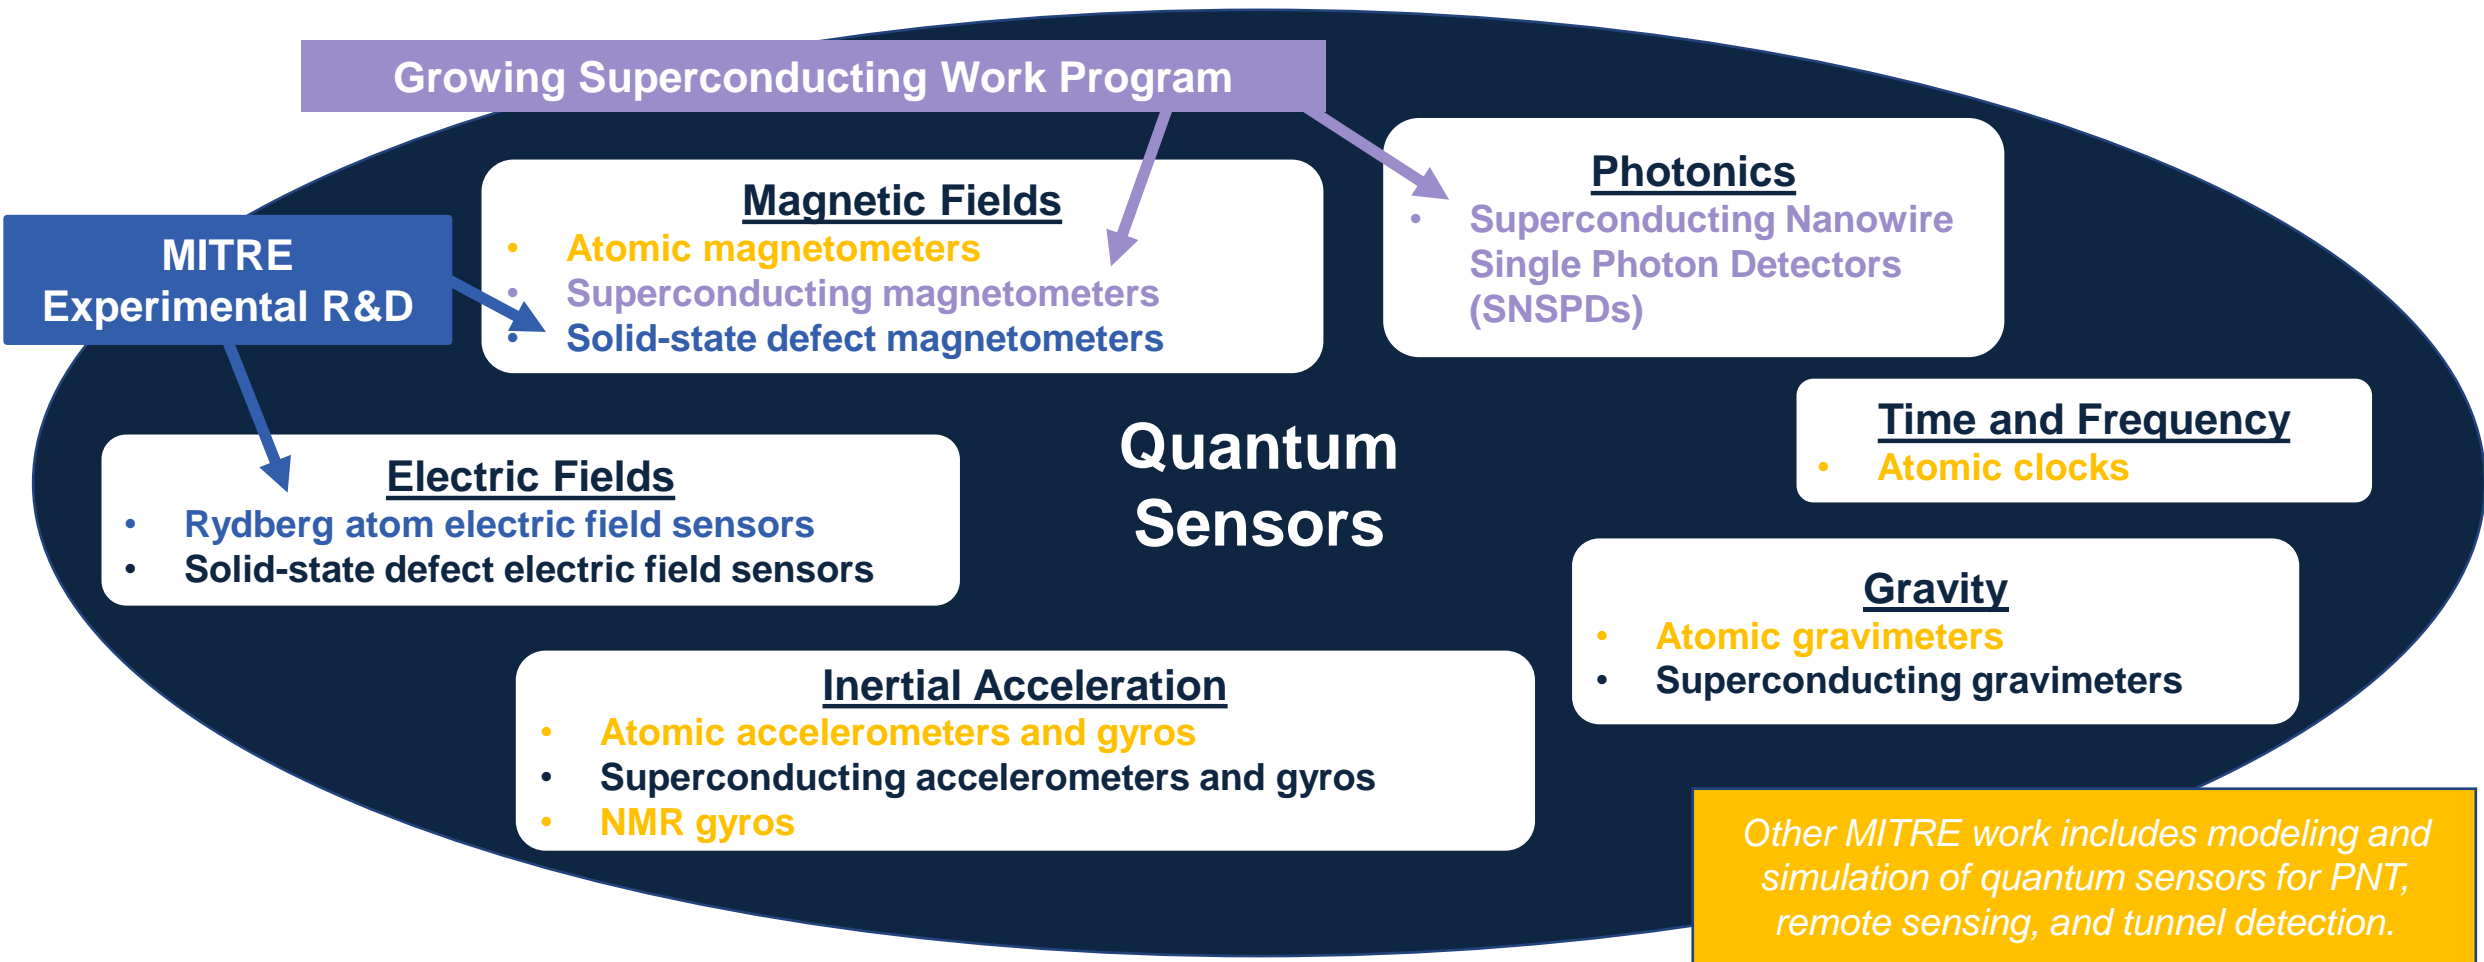 Growing Superconducting Work Program
MITRE
Experimental R&D
Magnetic Fields
• Atomic magnetometers
• Superconducting magnetometers
• Solid-state defect magnetometers
Photonics
• Superconducting Nanowire
Single Photon Detectors
(SNSPDs)
Quantum
Sensors
Time and Frequency
• Atomic clocks
Electric Fields
• Rydberg atom electric field sensors
• Solid-state defect electric field sensors
Gravity
• Atomic gravimeters
• Superconducting gravimeters
Inertial Acceleration
• Atomic accelerometers and gyros
• Superconducting accelerometers and gyros
• NMR gyros
Other MITRE work includes modeling and
simulation of quantum sensors for PNT,
remote sensing, and tunnel detection.